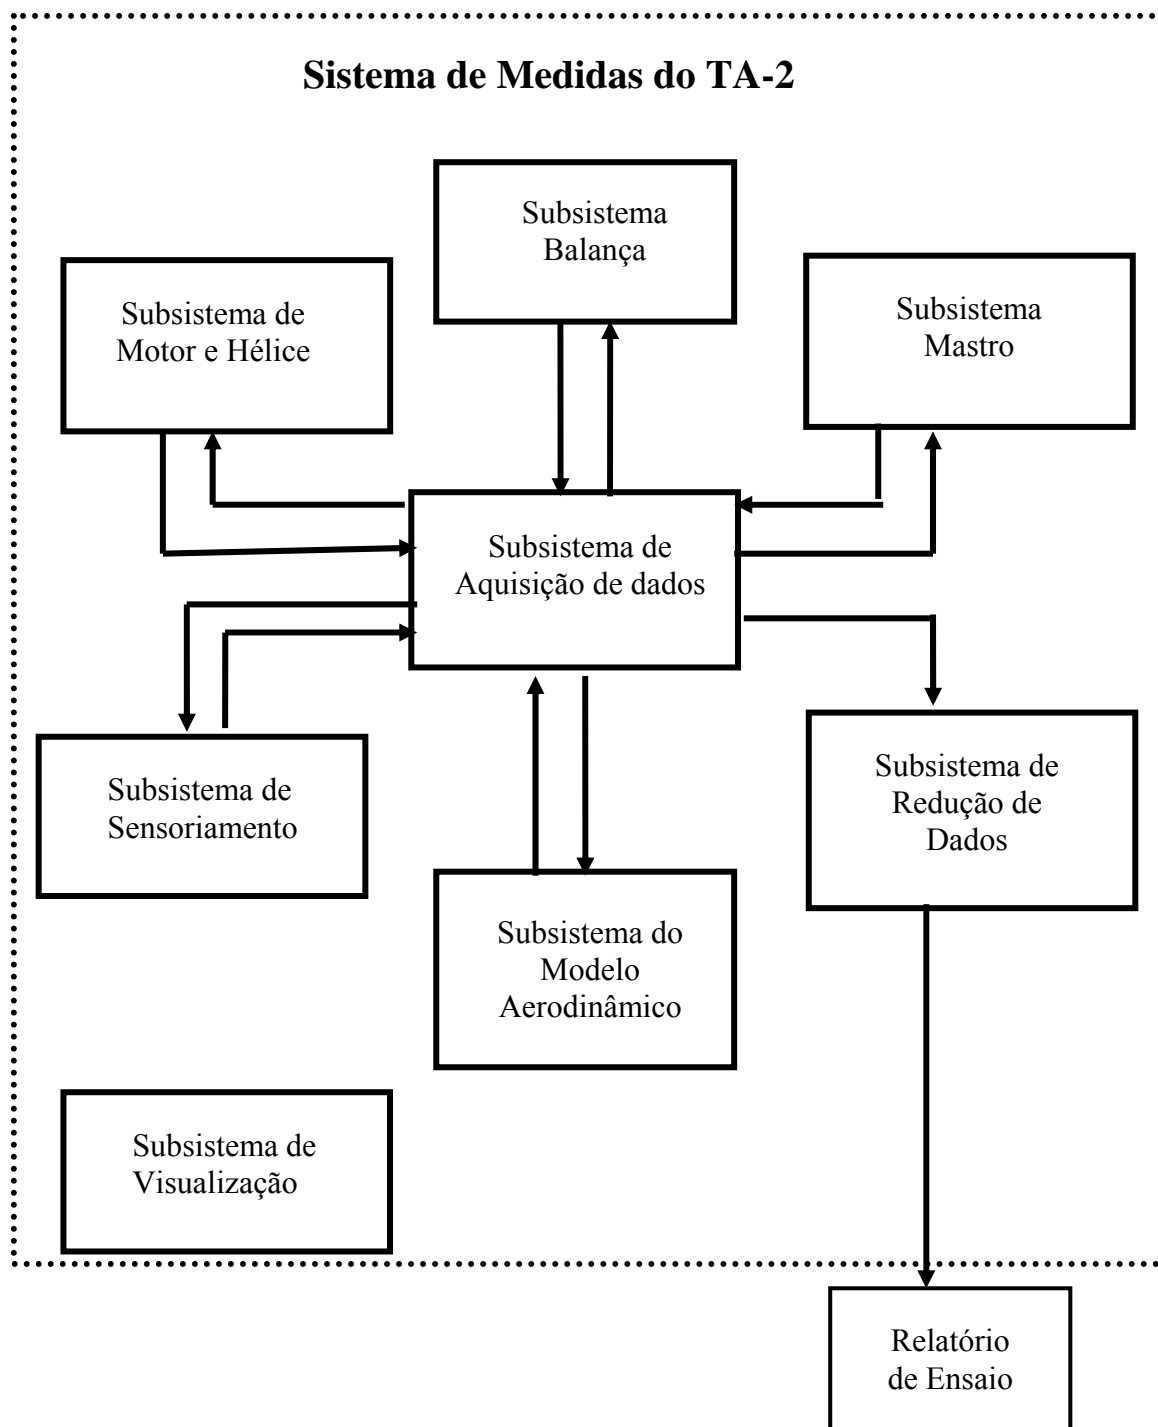 Sistema de Medidas do TA-2
Subsistema
Balança
Subsistema de
Motor e Hélice
Subsistema
Mastro
Subsistema de
Aquisição de dados
Subsistema de
Sensoriamento
Subsistema de
Redução de
Dados
Subsistema do
Modelo
Aerodinâmico
Subsistema de
Visualização
Relatório
de Ensaio